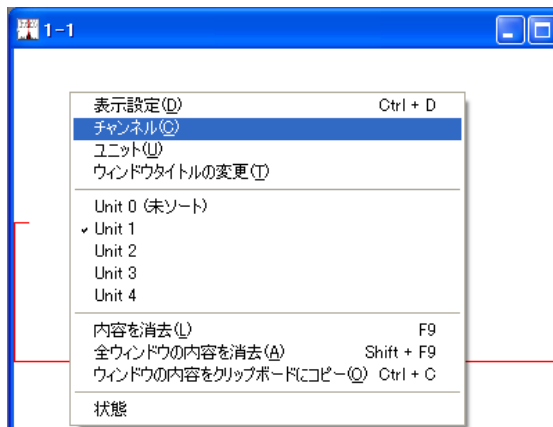 1-1
表示設定(D) Ctrl + D
チャンネル(C)
ユニット(U)
ウィンドウタイトルの変更(T)
Unit 0 (未ソート)
Unit 1
Unit 2
Unit 3
Unit 4
内容を消去(L) F9
全ウィンドウの内容を消去(A) Shift + F9
ウィンドウの内容をクリップボードにコピー(O) Ctrl + C
状態